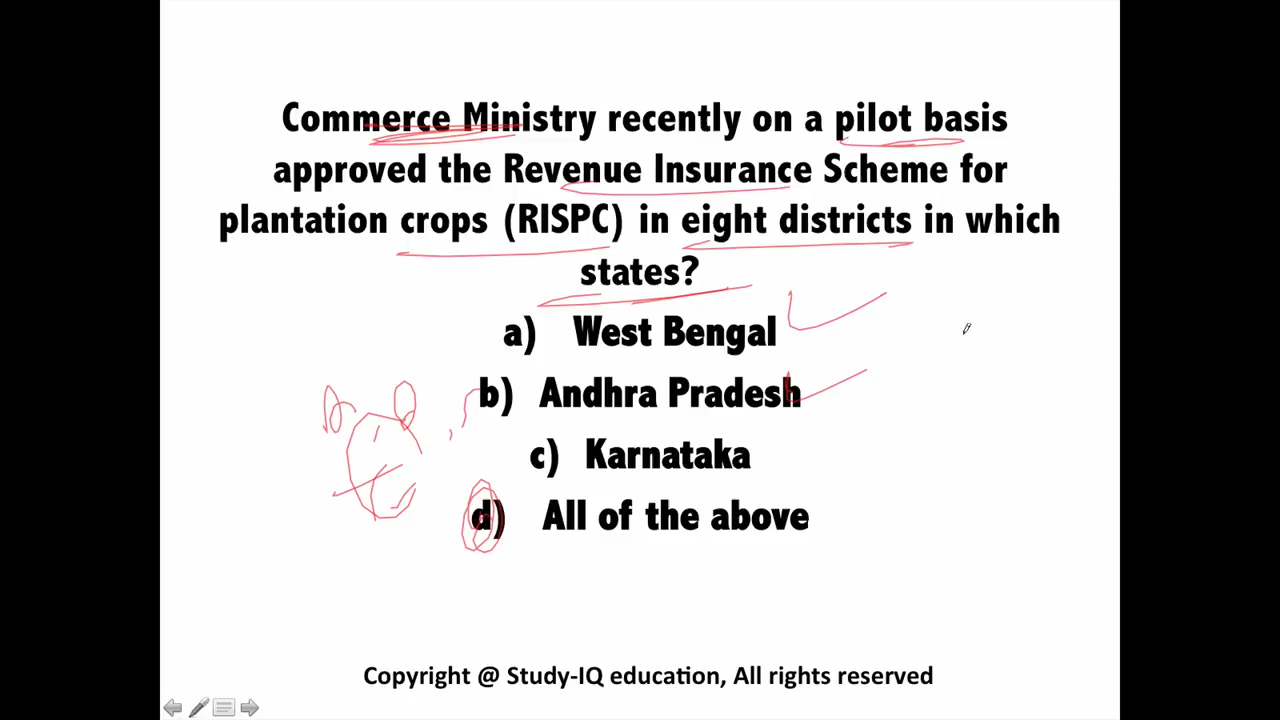 Commerce Ministry recently on a pilot basis
approved the Revenue Insurance Scheme for
plantation crops (RISPC) in eight districts in which
states?
a) West Bengal
b) Andhra Pradesh
c) Karnataka
d) All of the above
Copyright @ Study-IQ education, All rights reserved